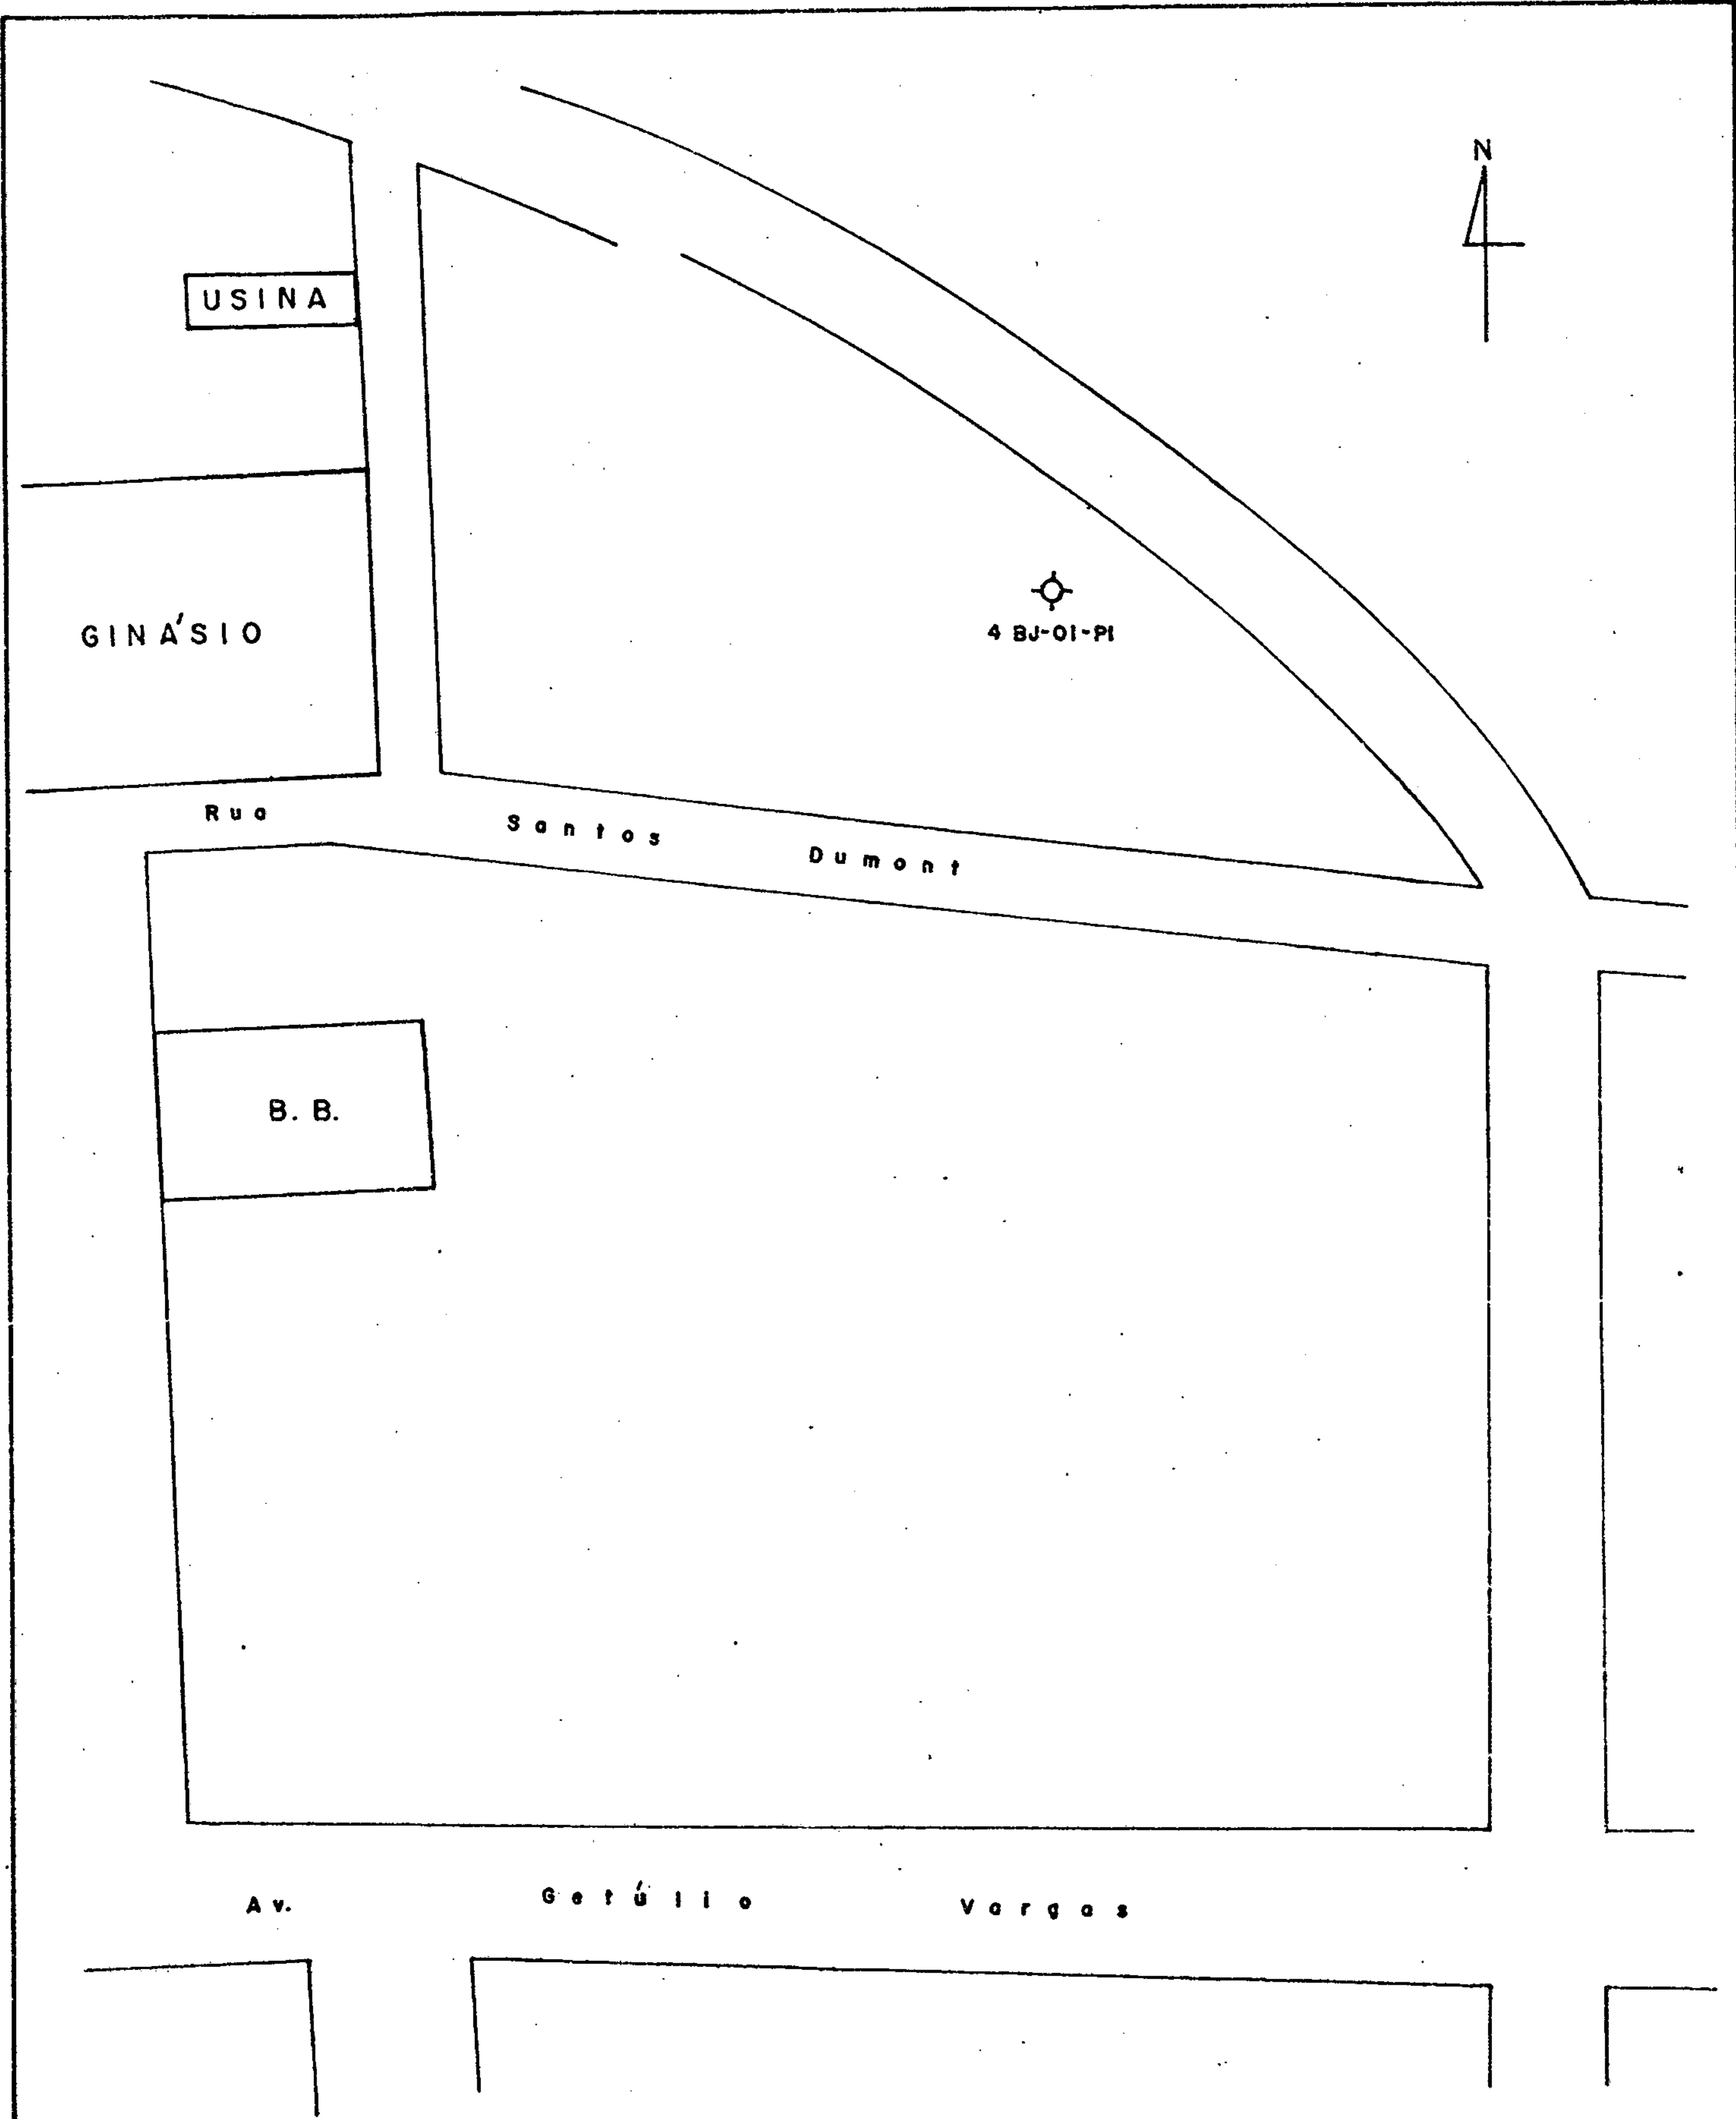 N
USINA
GINÁSIO
4 BJ-01-PI
Rua Santos Dumont
B. B.
Av. Getúlio Vargas